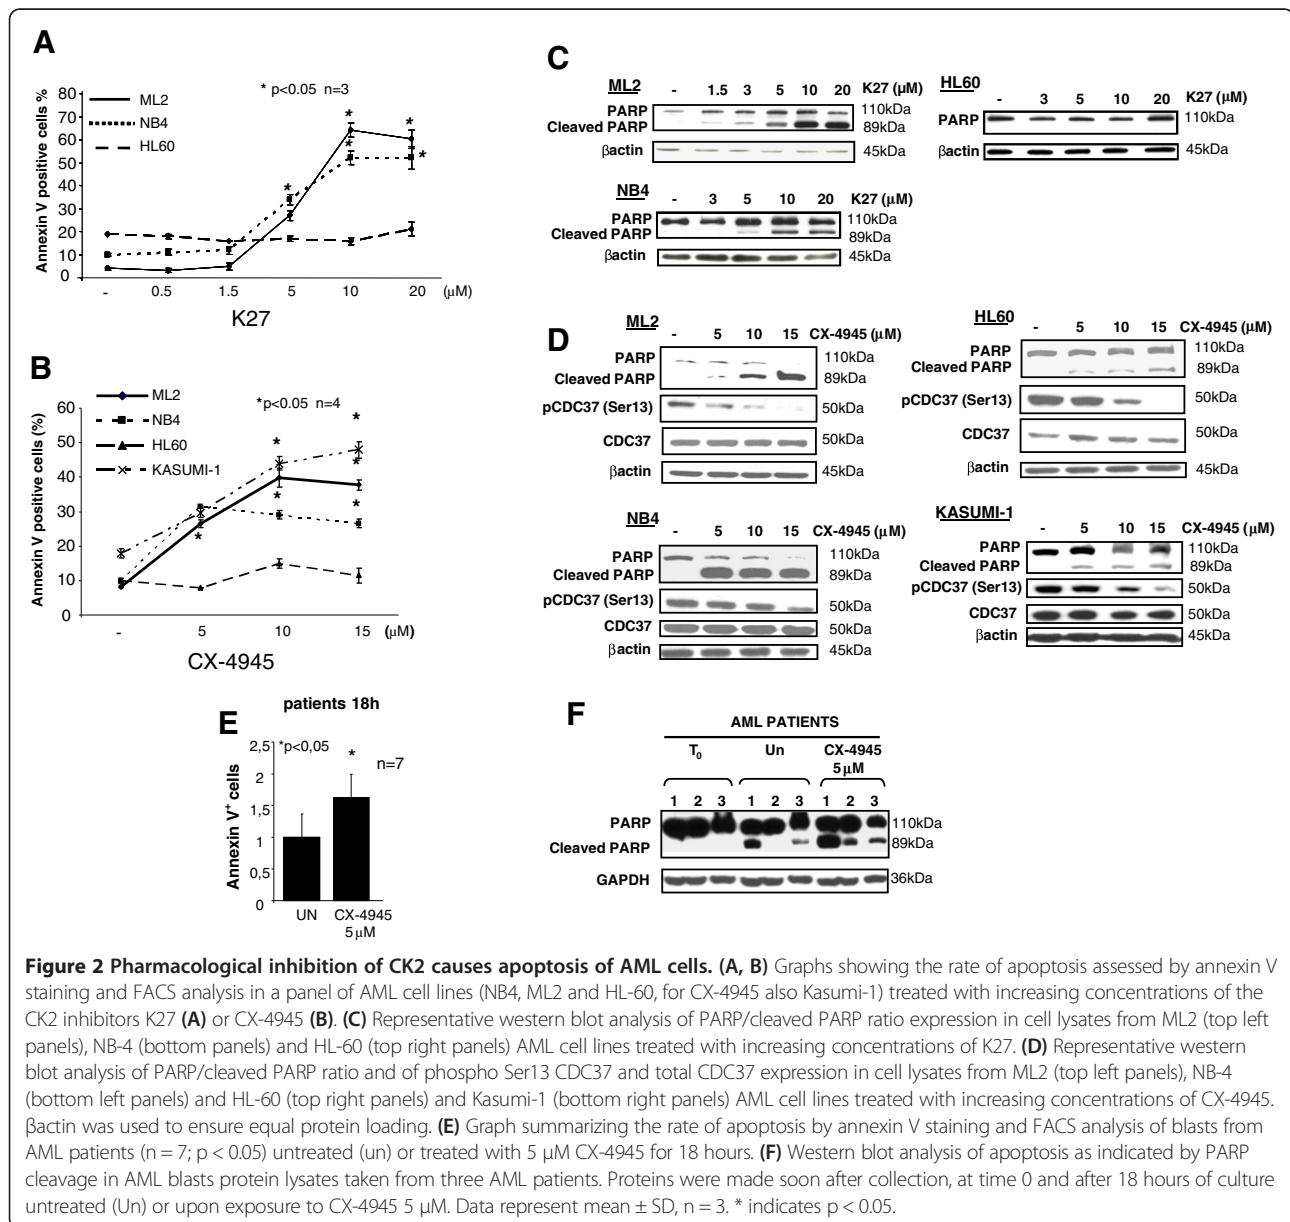 A
* p<0.05 n=3
Annexin V positive cells %
80
70
60
50
40
30
20
10
0
ML2
NB4
HL60
*
*
*
*
*
- 0.5 1.5 5 10 20 (μM)
K27
B
*p<0.05 n=4
Annexin V positive cells (%)
60
50
40
30
20
10
0
ML2
NB4
HL60
KASUMI-1
*
*
*
*
*
*
- 5 10 15 (μM)
CX-4945
C
ML2 - 1.5 3 5 10 20 K27 (μM)
PARP 110kDa
Cleaved PARP 89kDa
βactin 45kDa
HL60
- 3 5 10 20 K27 (μM)
PARP 110kDa
βactin 45kDa
NB4
- 3 5 10 20 K27 (μM)
PARP 110kDa
Cleaved PARP 89kDa
βactin 45kDa
D
ML2
- 5 10 15 CX-4945 (μM)
PARP 110kDa
Cleaved PARP 89kDa
pCDC37 (Ser13) 50kDa
CDC37 50kDa
βactin 45kDa
HL60
- 5 10 15 CX-4945 (μM)
PARP 110kDa
Cleaved PARP 89kDa
pCDC37 (Ser13) 50kDa
CDC37 50kDa
βactin 45kDa
NB4
- 5 10 15 CX-4945 (μM)
PARP 110kDa
Cleaved PARP 89kDa
pCDC37 (Ser13) 50kDa
CDC37 50kDa
βactin 45kDa
KASUMI-1
- 5 10 15 CX-4945 (μM)
PARP 110kDa
Cleaved PARP 89kDa
pCDC37 (Ser13) 50kDa
CDC37 50kDa
βactin 45kDa
E
patients 18h
*p<0,05
*
n=7
Annexin V+ cells
2,5
2
1,5
1
0,5
0
UN CX-4945
5 μM
F
AML PATIENTS
T0 Un CX-4945
5 μM
1 2 3 1 2 3 1 2 3
PARP 110kDa
Cleaved PARP 89kDa
GAPDH 36kDa
Figure 2 Pharmacological inhibition of CK2 causes apoptosis of AML cells. (A, B) Graphs showing the rate of apoptosis assessed by annexin V
staining and FACS analysis in a panel of AML cell lines (NB4, ML2 and HL-60, for CX-4945 also Kasumi-1) treated with increasing concentrations of the
CK2 inhibitors K27 (A) or CX-4945 (B). (C) Representative western blot analysis of PARP/cleaved PARP ratio expression in cell lysates from ML2 (top left
panels), NB-4 (bottom panels) and HL-60 (top right panels) AML cell lines treated with increasing concentrations of K27. (D) Representative western
blot analysis of PARP/cleaved PARP ratio and of phospho Ser13 CDC37 and total CDC37 expression in cell lysates from ML2 (top left panels), NB-4
(bottom left panels) and HL-60 (top right panels) and Kasumi-1 (bottom right panels) AML cell lines treated with increasing concentrations of CX-4945.
βactin was used to ensure equal protein loading. (E) Graph summarizing the rate of apoptosis by annexin V staining and FACS analysis of blasts from
AML patients (n = 7; p < 0.05) untreated (un) or treated with 5 μM CX-4945 for 18 hours. (F) Western blot analysis of apoptosis as indicated by PARP
cleavage in AML blasts protein lysates taken from three AML patients. Proteins were made soon after collection, at time 0 and after 18 hours of culture
untreated (Un) or upon exposure to CX-4945 5 μM. Data represent mean ± SD, n = 3. * indicates p < 0.05.